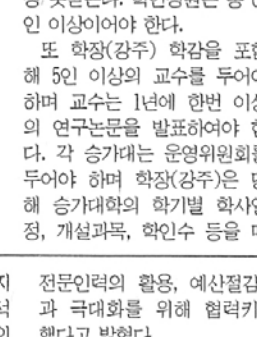 인 이상이어야 한다.
또 학장(강주) 학감을 포함
해 5인 이상의 교수를 두어야
하며 교수는 1년에 한번 이상
의 연구논문을 발표하여야 한
다. 각 승가대는 운영위원회를
두어야 하며 학장(강주)은
해 승가대학의 학기별 학사일
정, 개설과목, 학인수 등을
전문인력의 활용, 예산절감
과 극대화를 위해 협력키
했다고 밝혔다